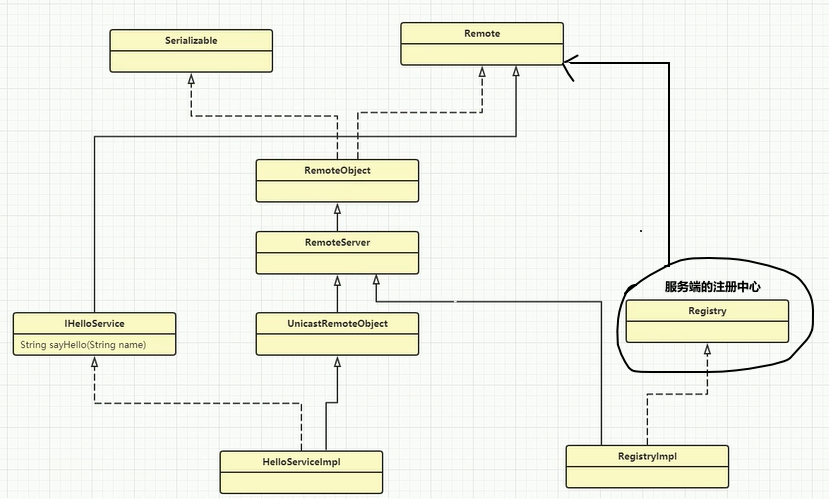 Serializable
Remote
RemoteObject
RemoteServer
服务端的注册中心
Registry
IHelloService
String sayHello(String name)
UnicastRemoteObject
HelloServiceImpl
RegistryImpl